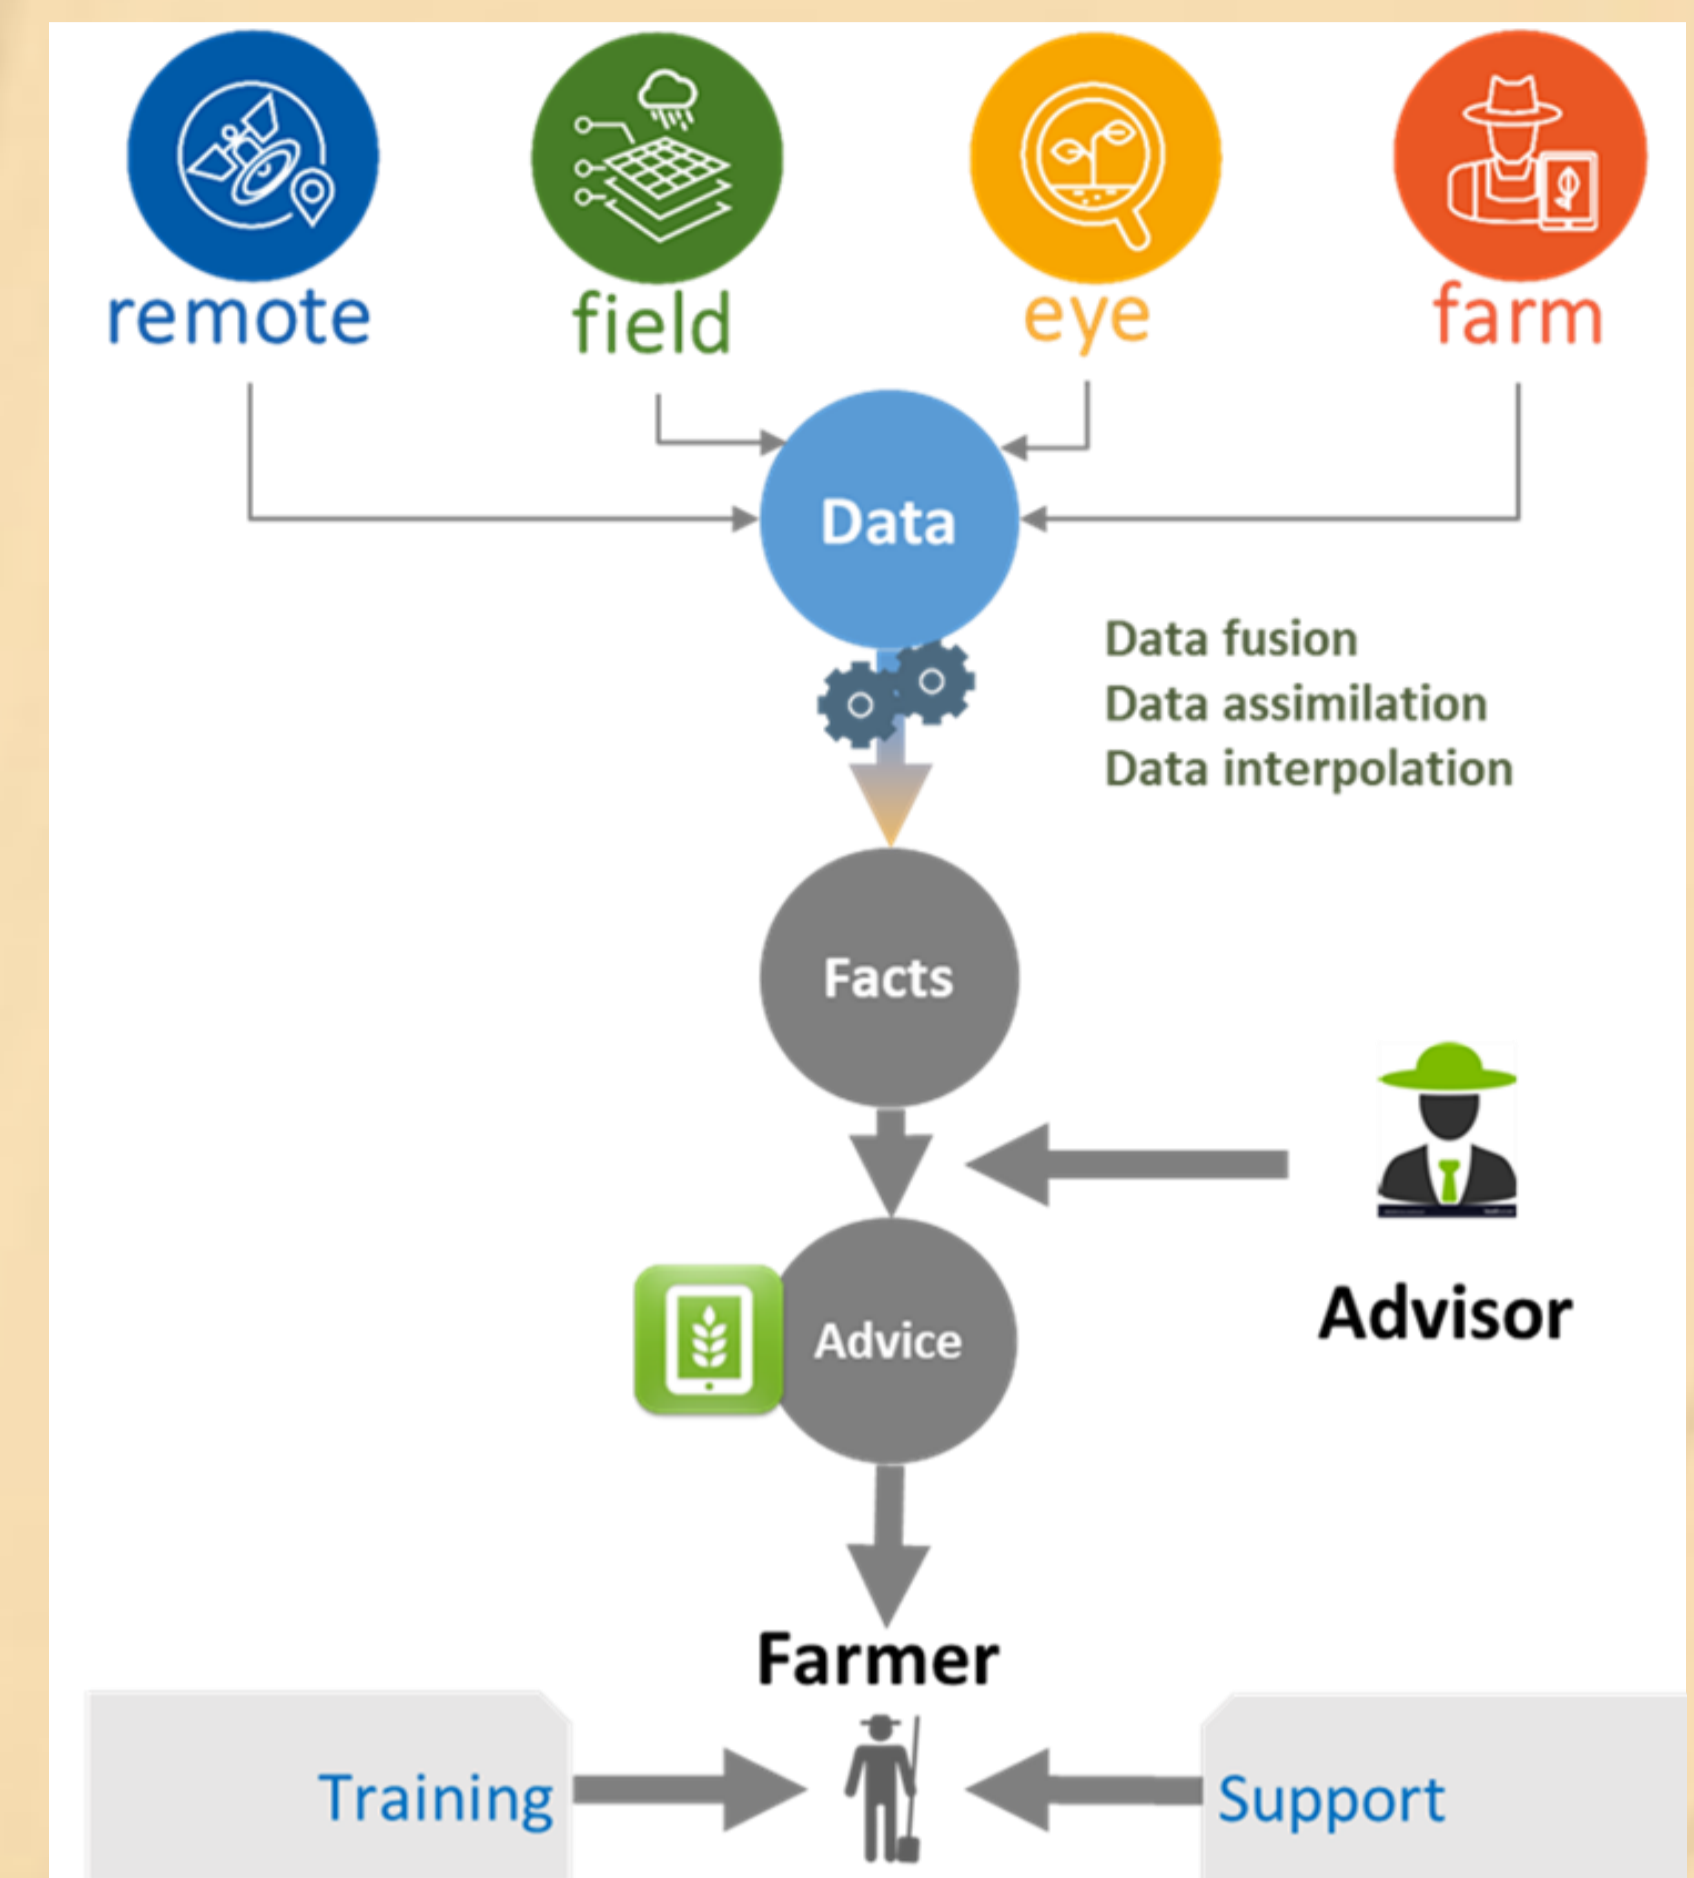 remote
field
eye
farm
Data
Data fusion
Data assimilation
Data interpolation
Facts
Advisor
Advice
Farmer
Training
Support